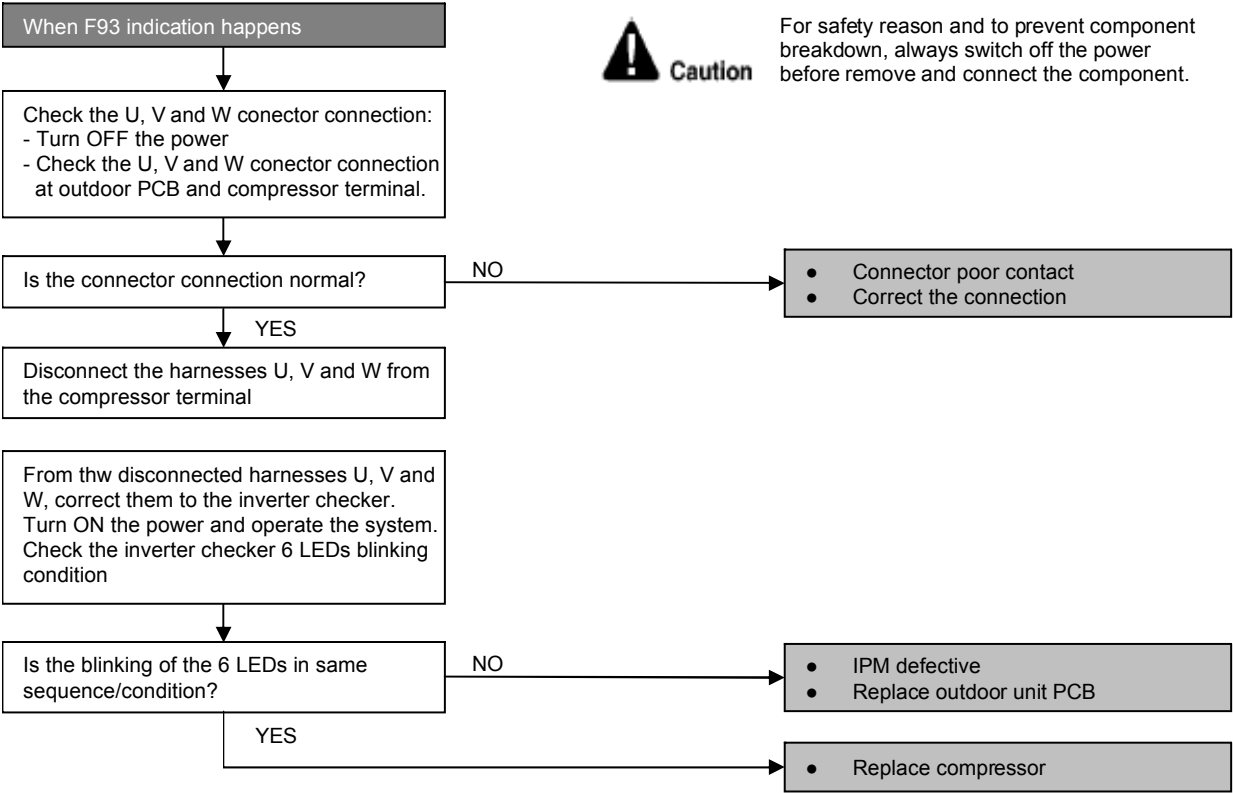 When F93 indication happens
Caution
For safety reason and to prevent component
breakdown, always switch off the power
before remove and connect the component.
Check the U, V and W conector connection:
- Turn OFF the power
- Check the U, V and W conector connection
at outdoor PCB and compressor terminal.
Is the connector connection normal?
NO
● Connector poor contact
● Correct the connection
YES
Disconnect the harnesses U, V and W from
the compressor terminal
From thw disconnected harnesses U, V and
W, correct them to the inverter checker.
Turn ON the power and operate the system.
Check the inverter checker 6 LEDs blinking
condition
Is the blinking of the 6 LEDs in same
sequence/condition?
NO
● IPM defective
● Replace outdoor unit PCB
YES
● Replace compressor